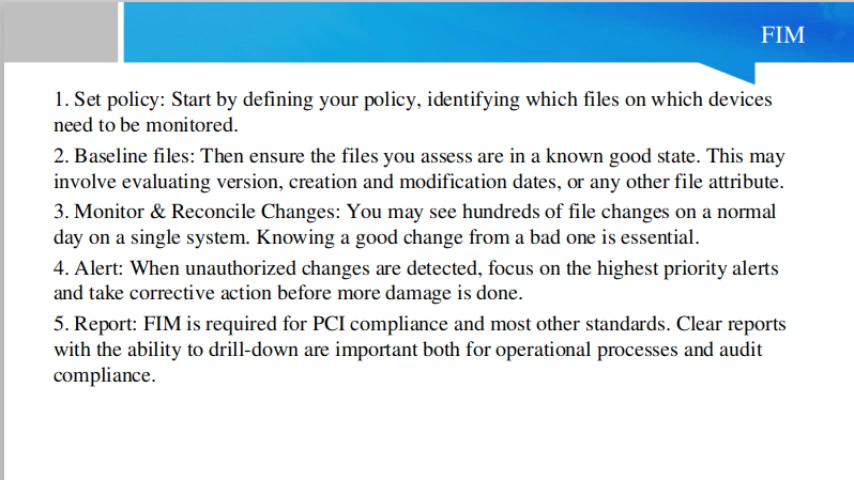 FIM
1. Set policy: Start by defining your policy, identifying which files on which devices
need to be monitored.
2. Baseline files: Then ensure the files you assess are in a known good state. This may
involve evaluating version, creation and modification dates, or any other file attribute.
3. Monitor & Reconcile Changes: You may see hundreds of file changes on a normal
day on a single system. Knowing a good change from a bad one is essential.
4. Alert: When unauthorized changes are detected, focus on the highest priority alerts
and take corrective action before more damage is done.
5. Report: FIM is required for PCI compliance and most other standards. Clear reports
with the ability to drill-down are important both for operational processes and audit
compliance.